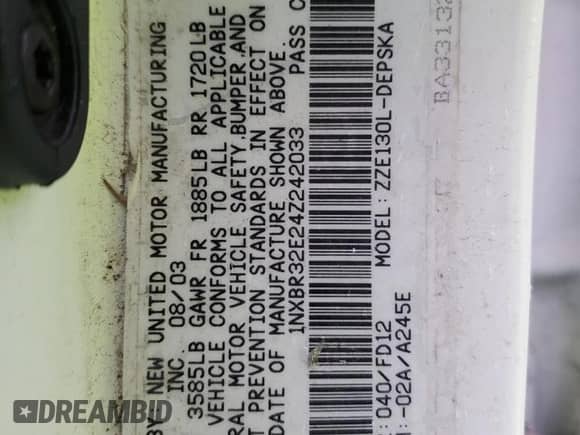 BY NEW UNITED MOTOR MANUFACTURING
INC. 08/03
3585LB GAWR FR 1885LB RR 1720LB
VEHICLE CONFORMS TO ALL APPLICABLE
RAL MOTOR VEHICLE SAFETY,BUMPER,AND
T PREVENTION STANDARDS IN EFFECT ON
DATE OF MANUFACTURE SHOWN ABOVE.
1NXBR32E24Z242033 PASS C
MODEL: ZZE130L-DEPSKA
: 040/FD12
: -02A/A245E
BA33132
DREAMBID